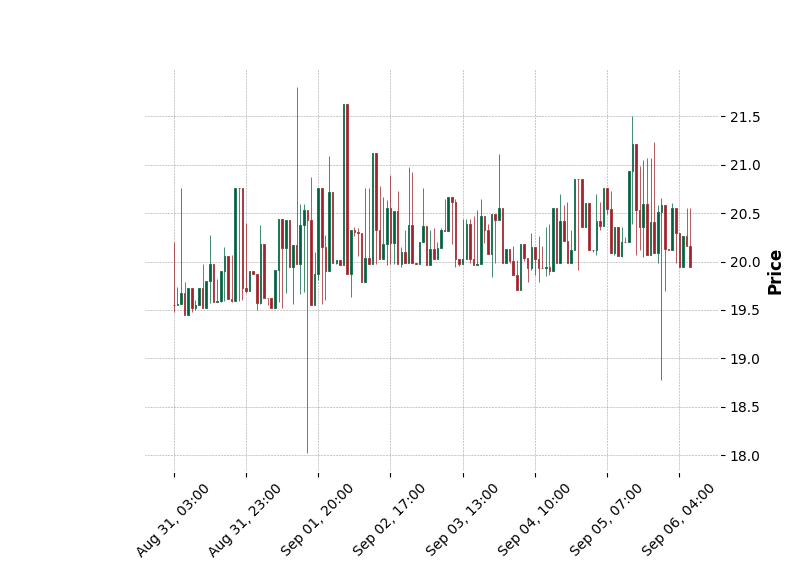 21.5
21.0
20.5
20.0
19.5
19.0
18.5
18.0
Price
Aug 31, 03:00
Aug 31, 23:00
Sep 01, 20:00
Sep 02, 17:00
Sep 03, 13:00
Sep 04, 10:00
Sep 05, 07:00
Sep 06, 04:00